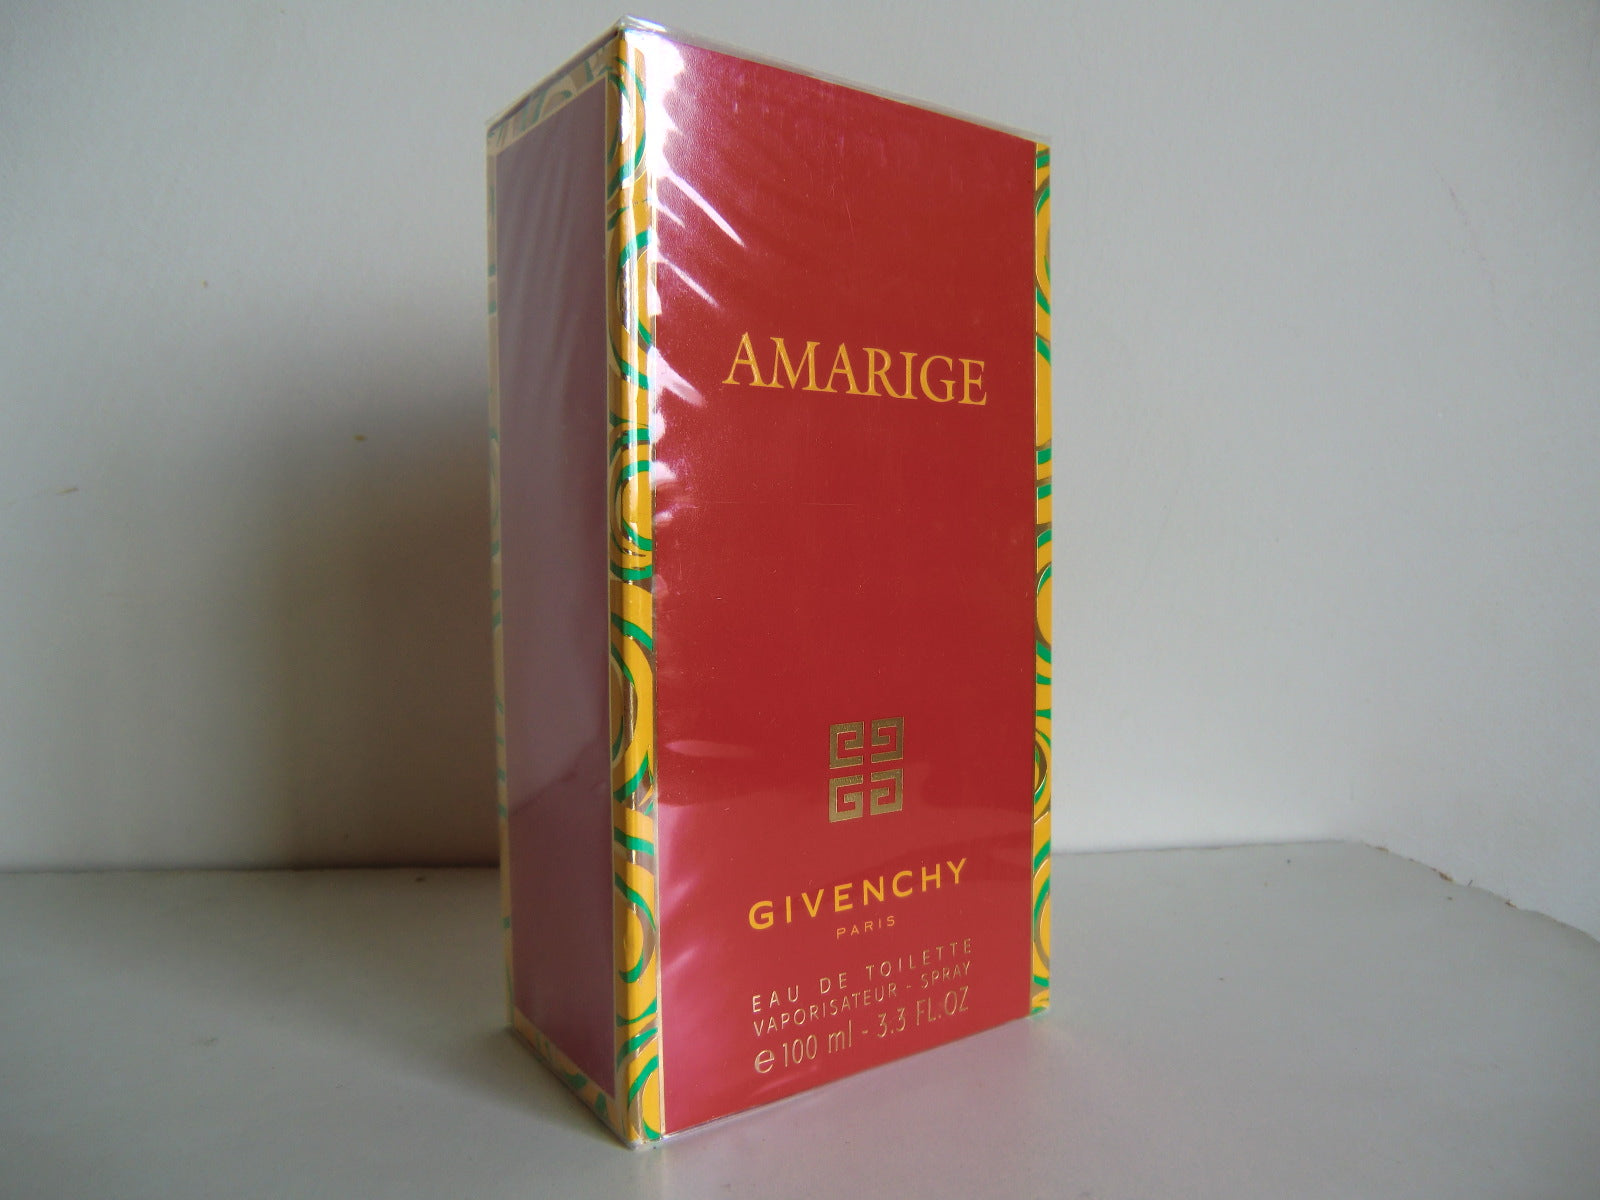 AMARIGE
GIVENCHY
PARIS
EAU DE TOILETTE
VAPORISATEUR - SPRAY
℮ 100 ml - 3.3 FL.OZ